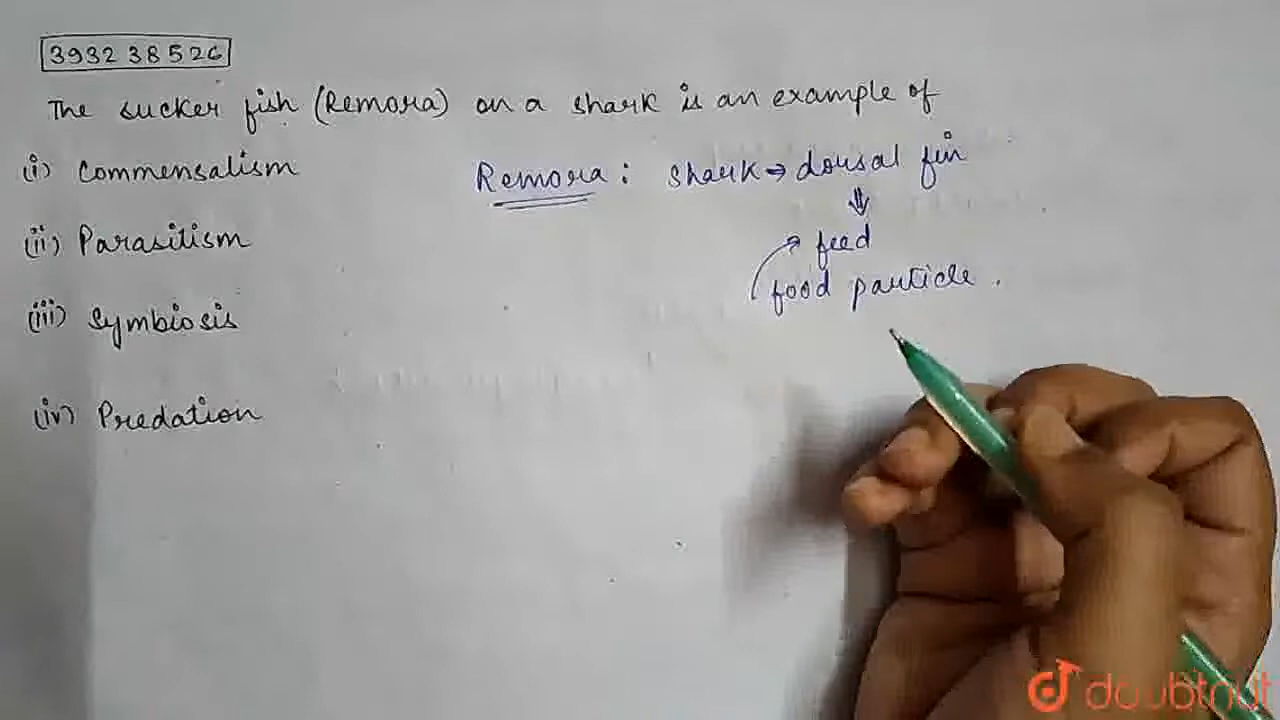 3932 38526
The sucker fish (Remora) on a shark is an example of
(i) Commensalism
Remora : shark → dorsal fin
⇓
feed
food particle .
(ii) Parasitism
(iii) Symbiosis
(iv) Predation
doubtnut